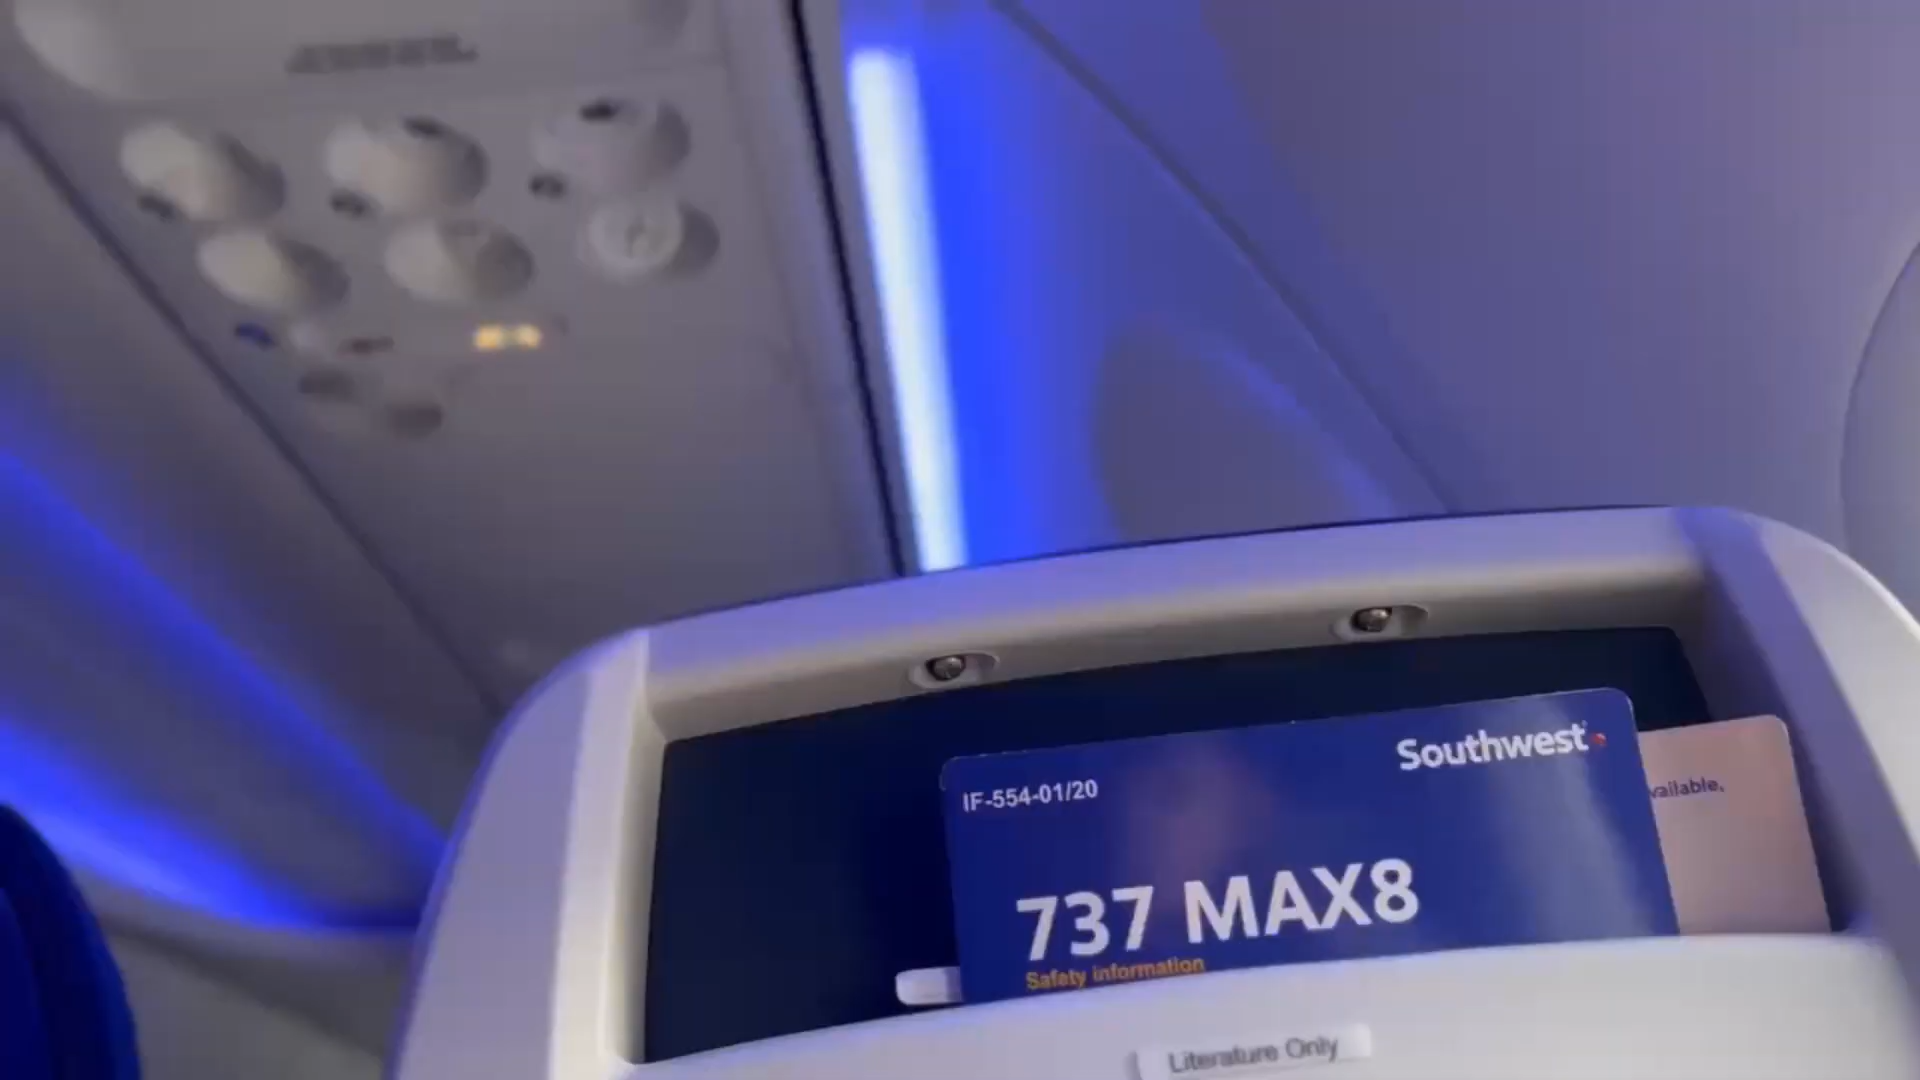 Southwest
IF-554-01/20
vailable.
737 MAX8
Safety information
Literature Only